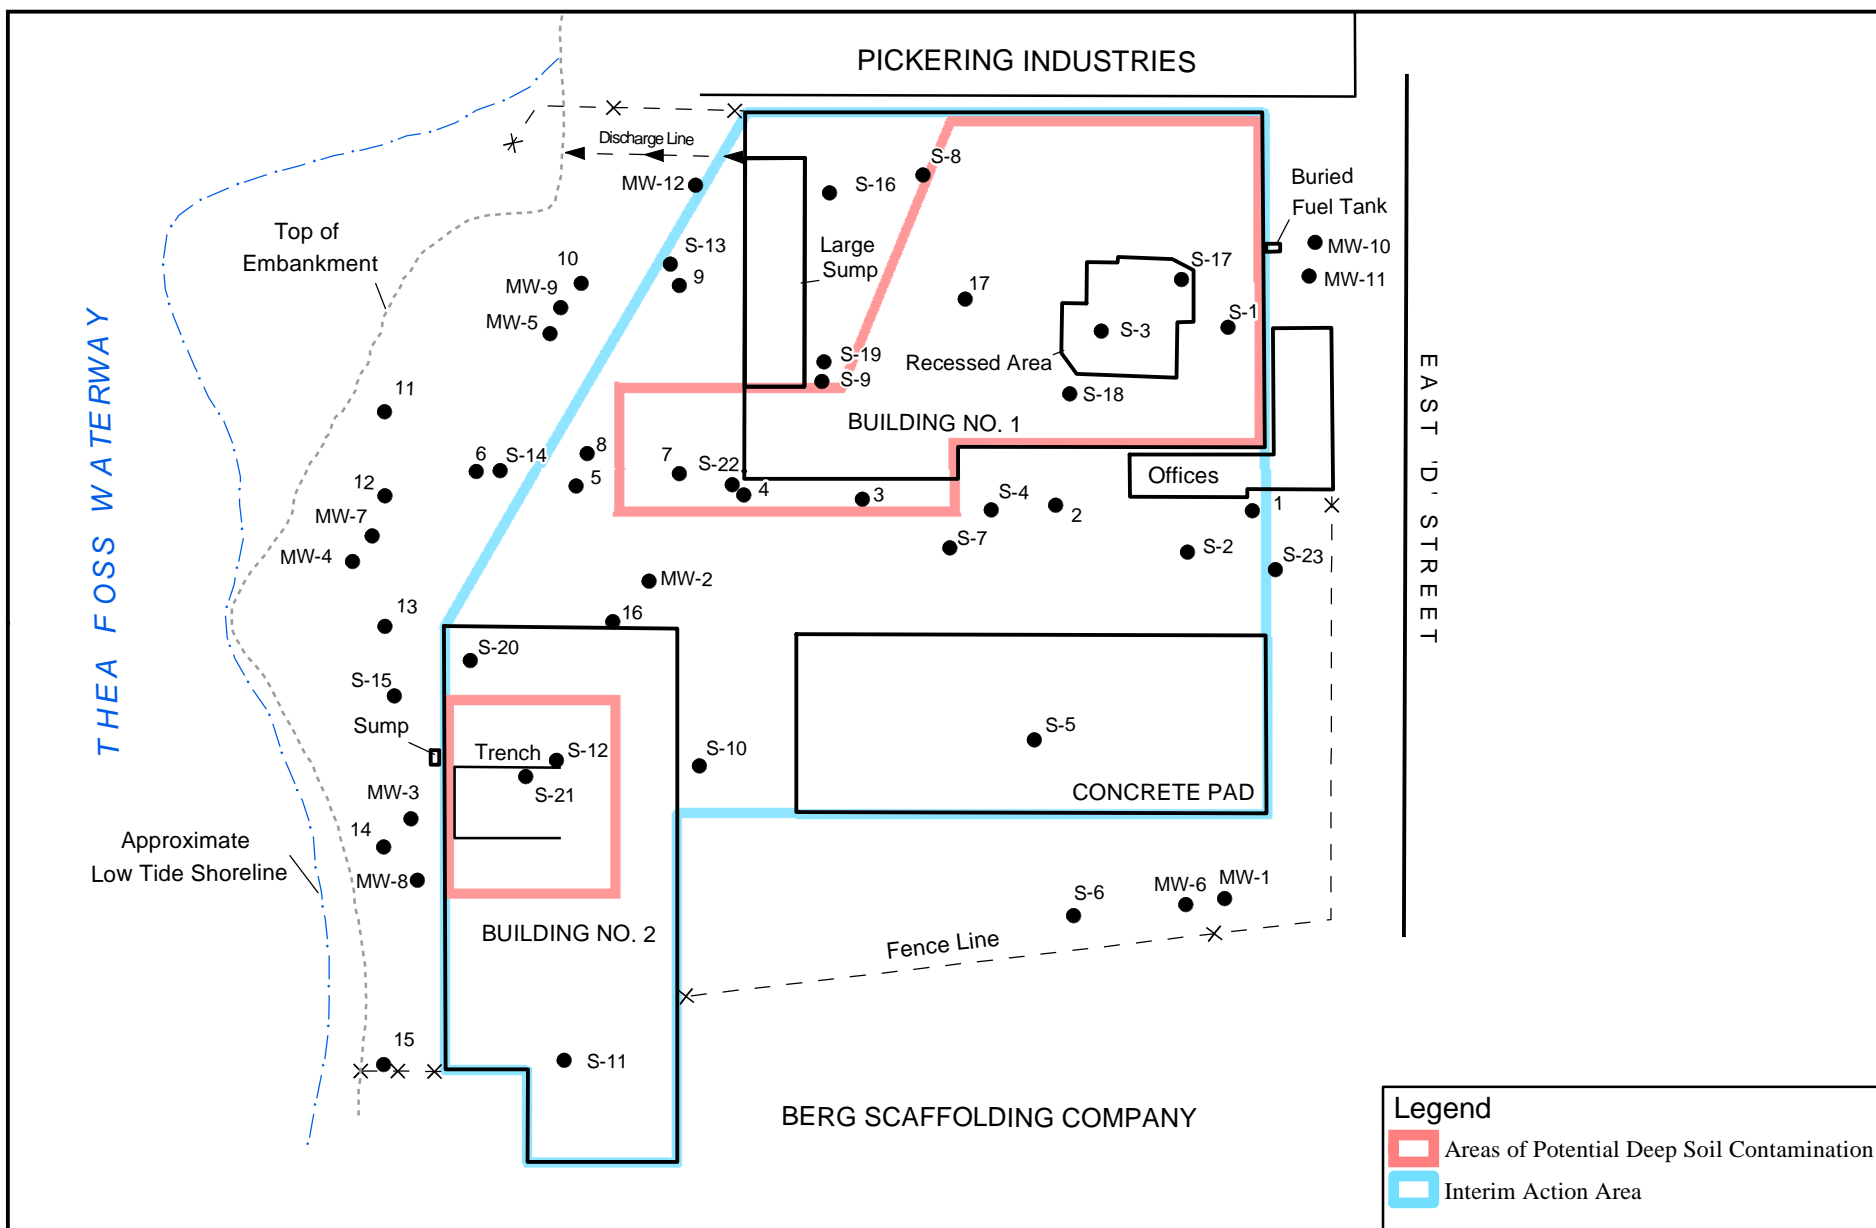 PICKERING INDUSTRIES
Discharge Line
S-8
MW-12
S-16
Buried
Fuel Tank
Top of
Embankment
S-13
Large
Sump
MW-10
10
9
S-17
MW-11
MW-9
17
MW-5
S-1
S-3
THEA FOSS WATERWAY
S-19
Recessed Area
S-9
S-18
11
BUILDING NO. 1
EAST 'D' STREET
8
6
S-14
7
S-22
Offices
5
4
3
S-4
2
1
12
MW-7
S-7
S-2
S-23
MW-4
MW-2
13
16
S-20
S-15
Sump
Trench
S-12
S-10
S-5
S-21
CONCRETE PAD
MW-3
14
Approximate
Low Tide Shoreline
MW-8
S-6
MW-6
MW-1
BUILDING NO. 2
Fence Line
15
S-11
BERG SCAFFOLDING COMPANY
Legend
Areas of Potential Deep Soil Contamination
Interim Action Area